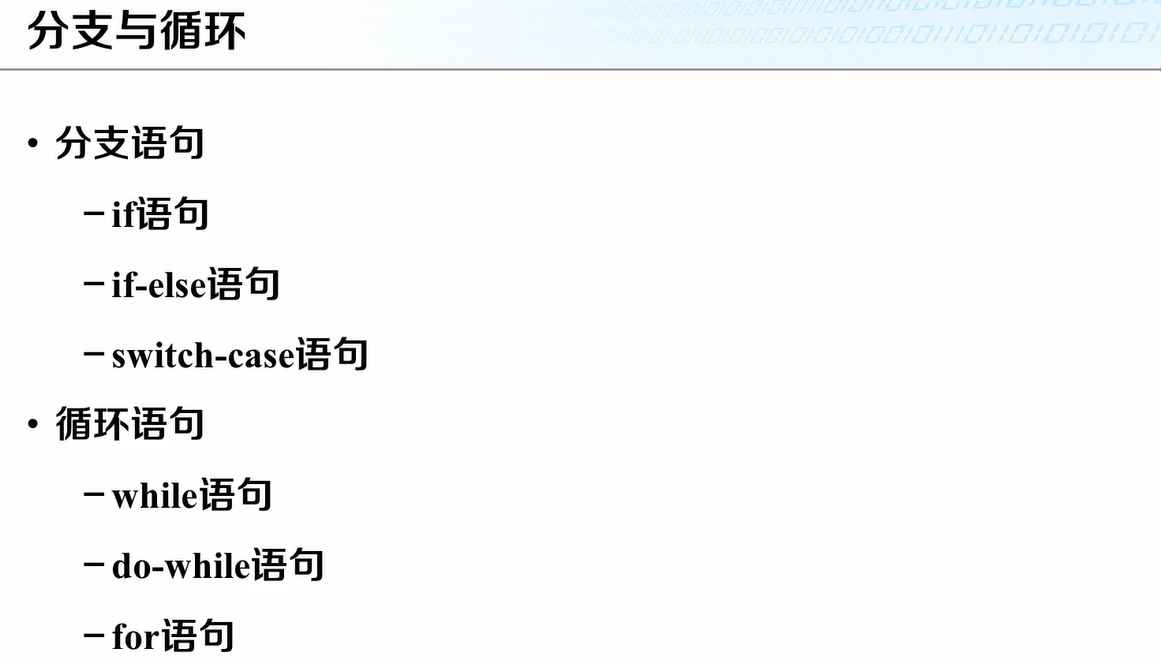 分支与循环
• 分支语句
– if语句
– if-else语句
– switch-case语句
• 循环语句
– while语句
– do-while语句
– for语句